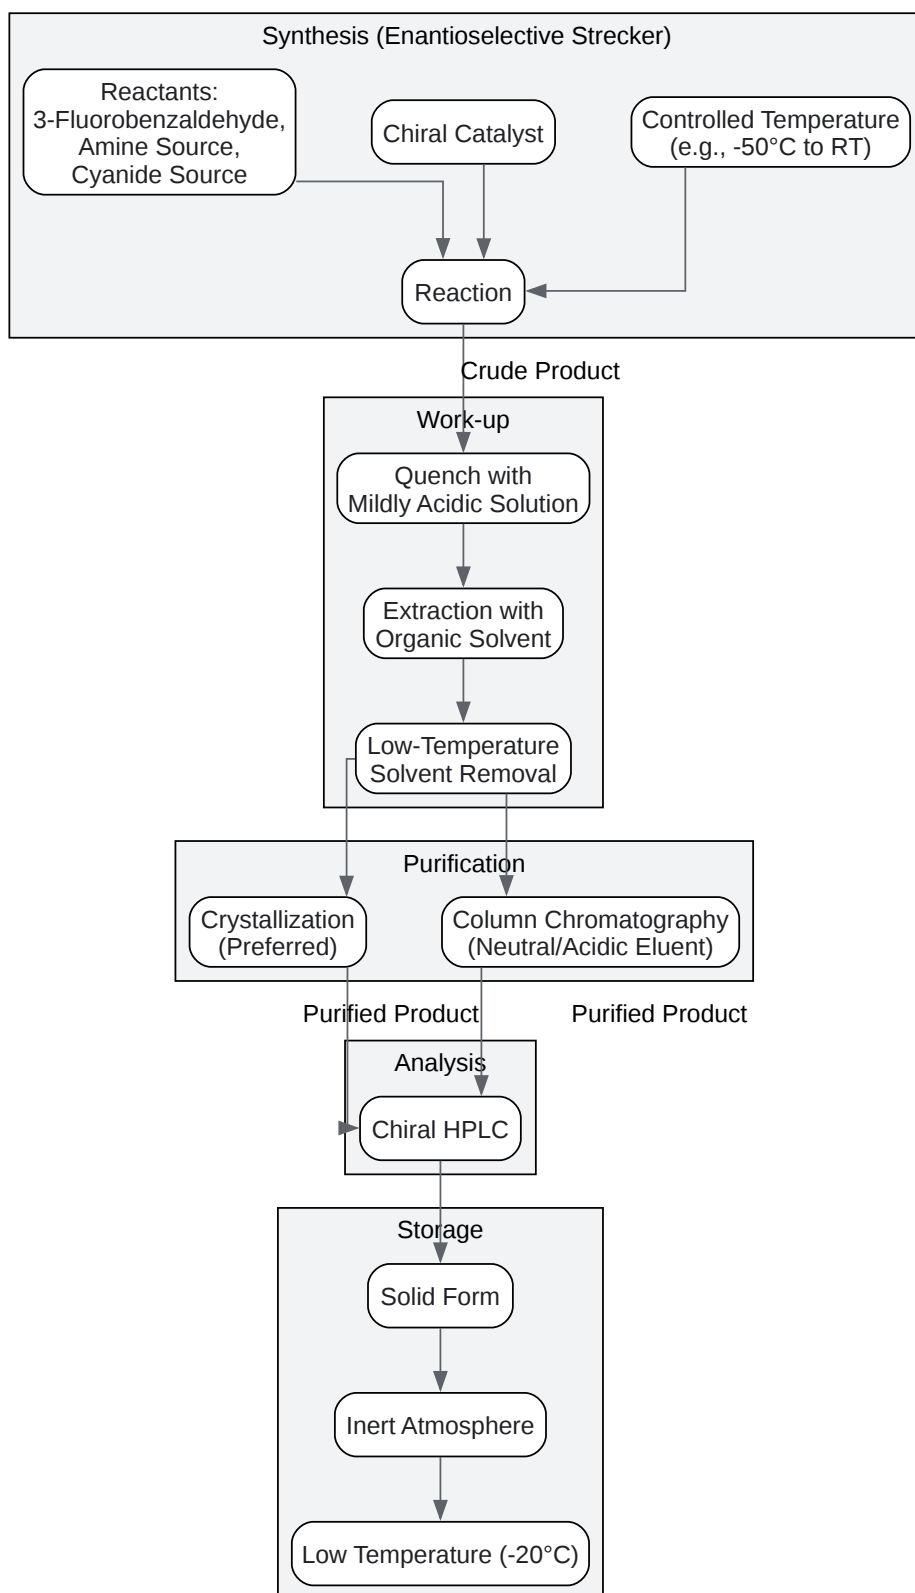 Synthesis (Enantioselective Strecker)
Reactants:
3-Fluorobenzaldehyde,
Amine Source,
Cyanide Source
Chiral Catalyst
Controlled Temperature
(e.g., -50°C to RT)
Reaction
Crude Product
Work-up
Quench with
Mildly Acidic Solution
Extraction with
Organic Solvent
Low-Temperature
Solvent Removal
Purification
Crystallization
(Preferred)
Column Chromatography
(Neutral/Acidic Eluent)
Purified Product
Purified Product
Analysis
Chiral HPLC
Storage
Solid Form
Inert Atmosphere
Low Temperature (-20°C)